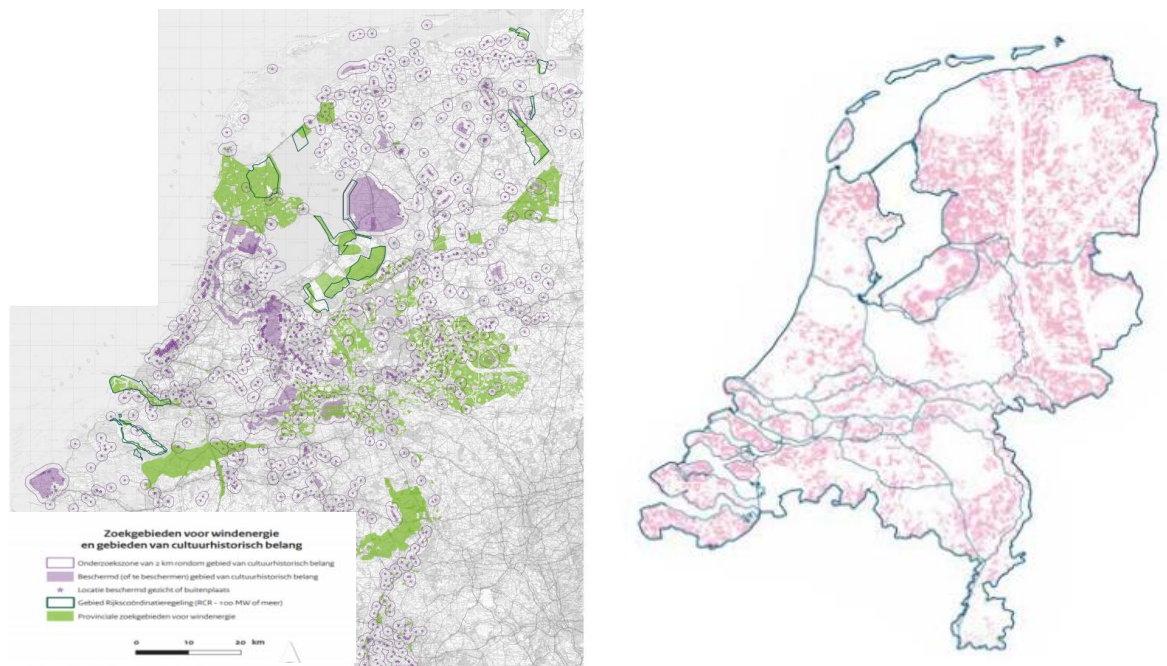 Zoekgebieden voor windenergie
en gebieden van cultuurhistorisch belang
Onderzoekszone van 2 km rondom gebied van cultuurhistorisch belang
Beschermd (of te beschermen) gebied van cultuurhistorisch belang
Locatie beschermd gezicht of buitenplaats
Gebied Rijkscoördinatieregeling (RCR - 100 MW of meer)
Provinciale zoekgebieden voor windenergie
0 10 20 km